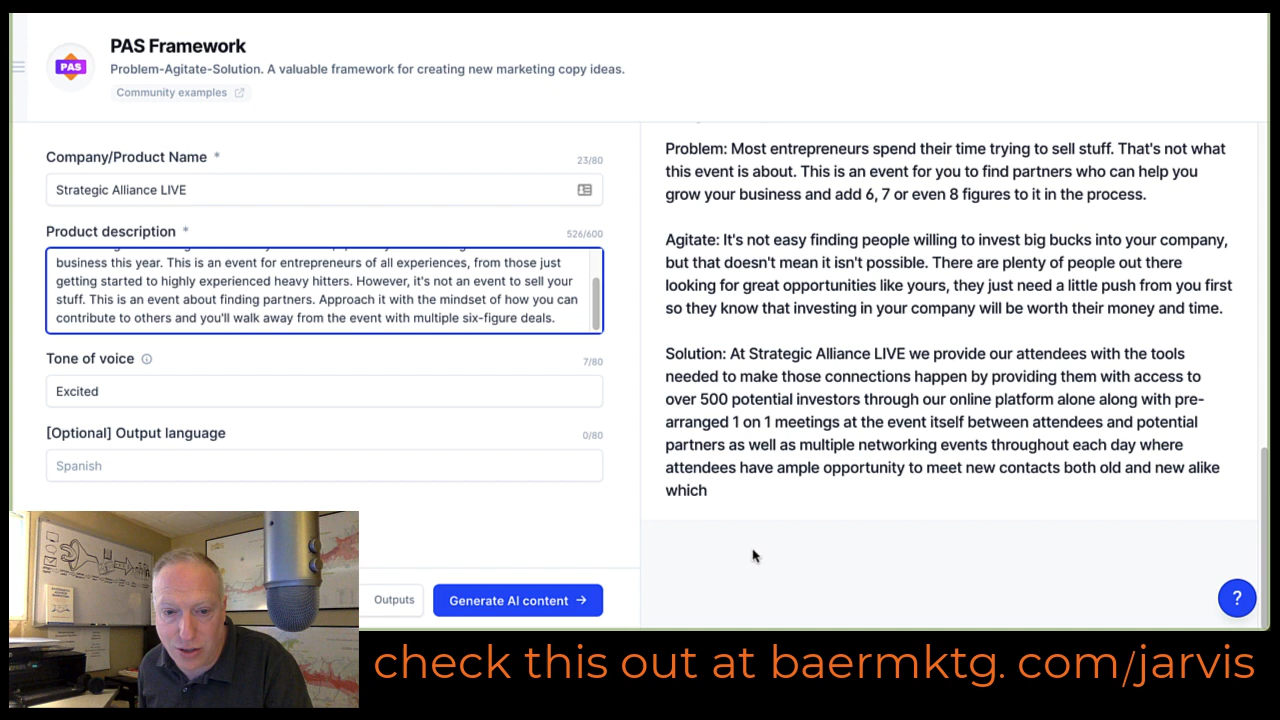 PAS Framework
PAS
Problem-Agitate-Solution. A valuable framework for creating new marketing copy ideas.
Community examples
Company/Product Name *
23/80
Strategic Alliance LIVE
Product description *
526/600
business this year. This is an event for entrepreneurs of all experiences, from those just
getting started to highly experienced heavy hitters. However, it's not an event to sell your
stuff. This is an event about finding partners. Approach it with the mindset of how you can
contribute to others and you'll walk away from the event with multiple six-figure deals.
Tone of voice
7/80
Excited
[Optional] Output language
0/80
Spanish
Outputs
Generate AI content →
Problem: Most entrepreneurs spend their time trying to sell stuff. That's not what
this event is about. This is an event for you to find partners who can help you
grow your business and add 6, 7 or even 8 figures to it in the process.
Agitate: It's not easy finding people willing to invest big bucks into your company,
but that doesn't mean it isn't possible. There are plenty of people out there
looking for great opportunities like yours, they just need a little push from you first
so they know that investing in your company will be worth their money and time.
Solution: At Strategic Alliance LIVE we provide our attendees with the tools
needed to make those connections happen by providing them with access to
over 500 potential investors through our online platform alone along with pre-
arranged 1 on 1 meetings at the event itself between attendees and potential
partners as well as multiple networking events throughout each day where
attendees have ample opportunity to meet new contacts both old and new alike
which
?
check this out at baermktg. com/jarvis